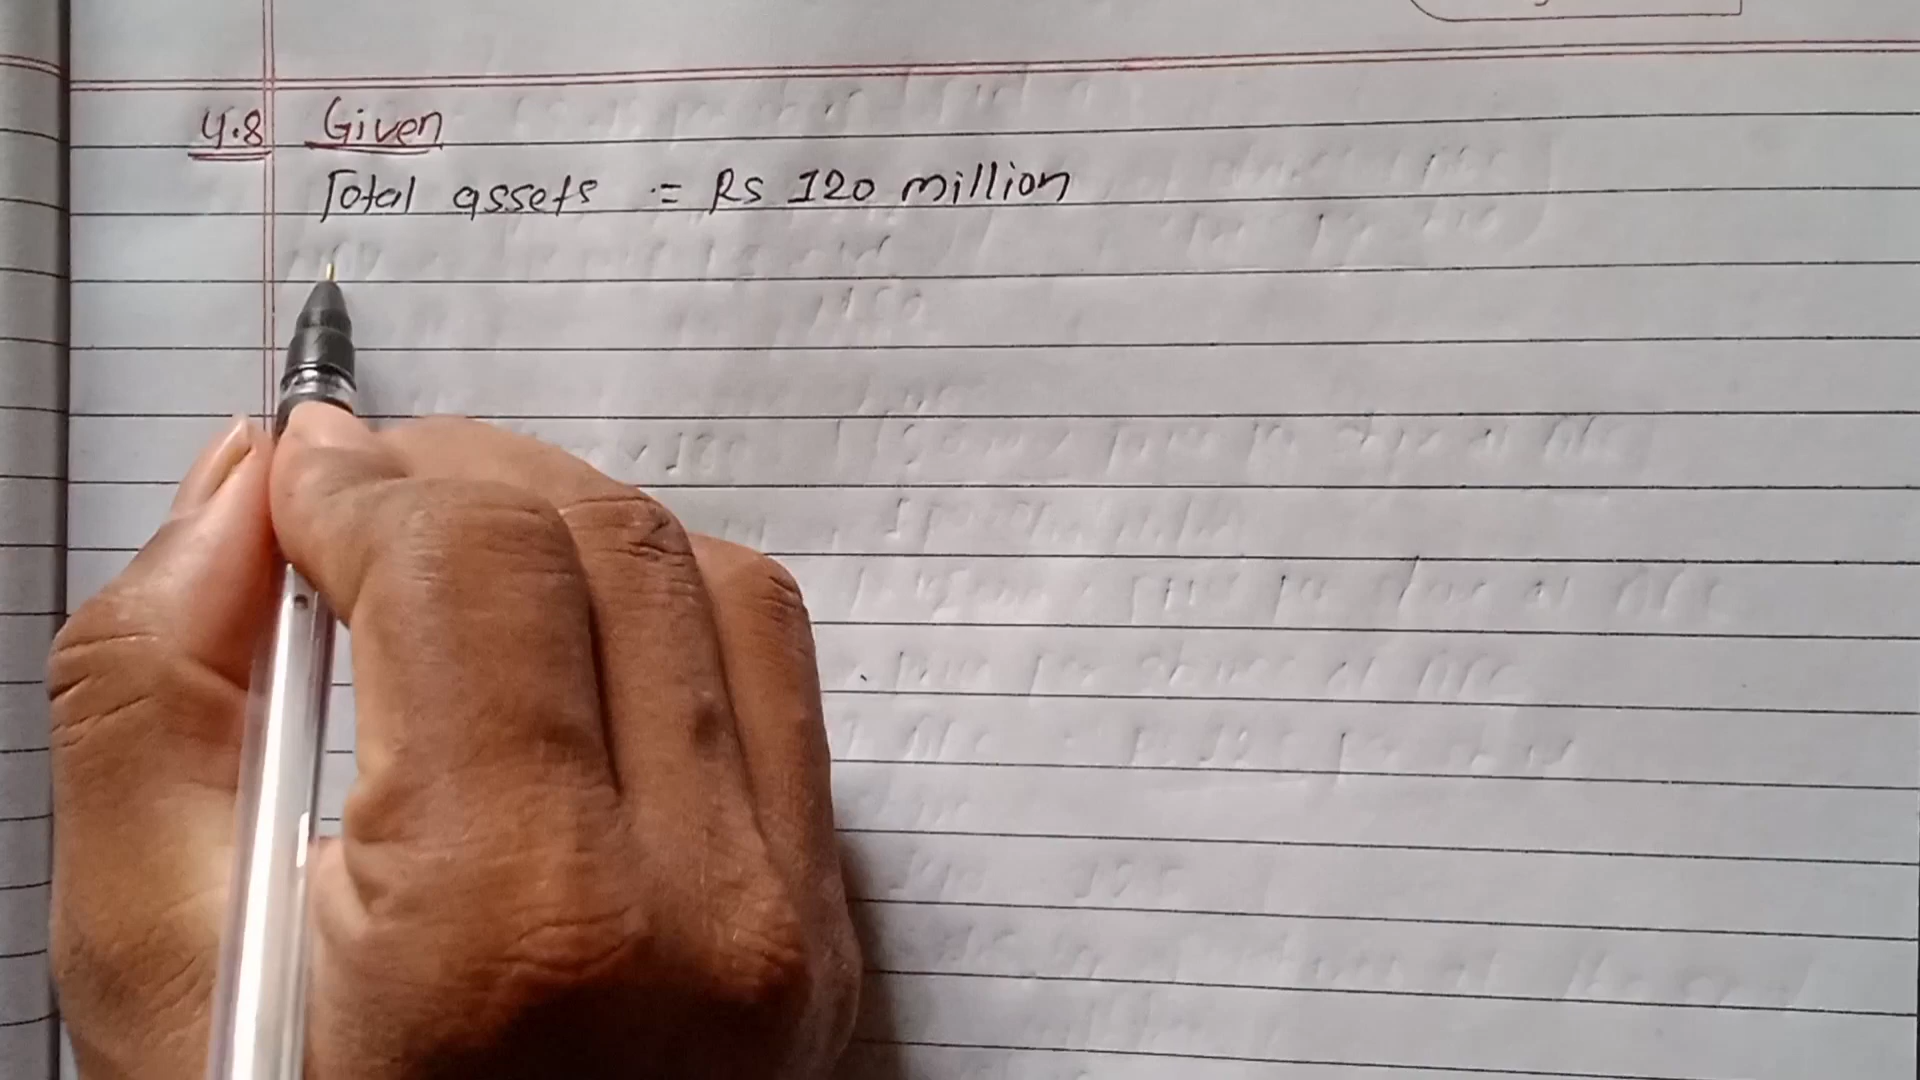 4.8 Given
Total assets = Rs 120 million